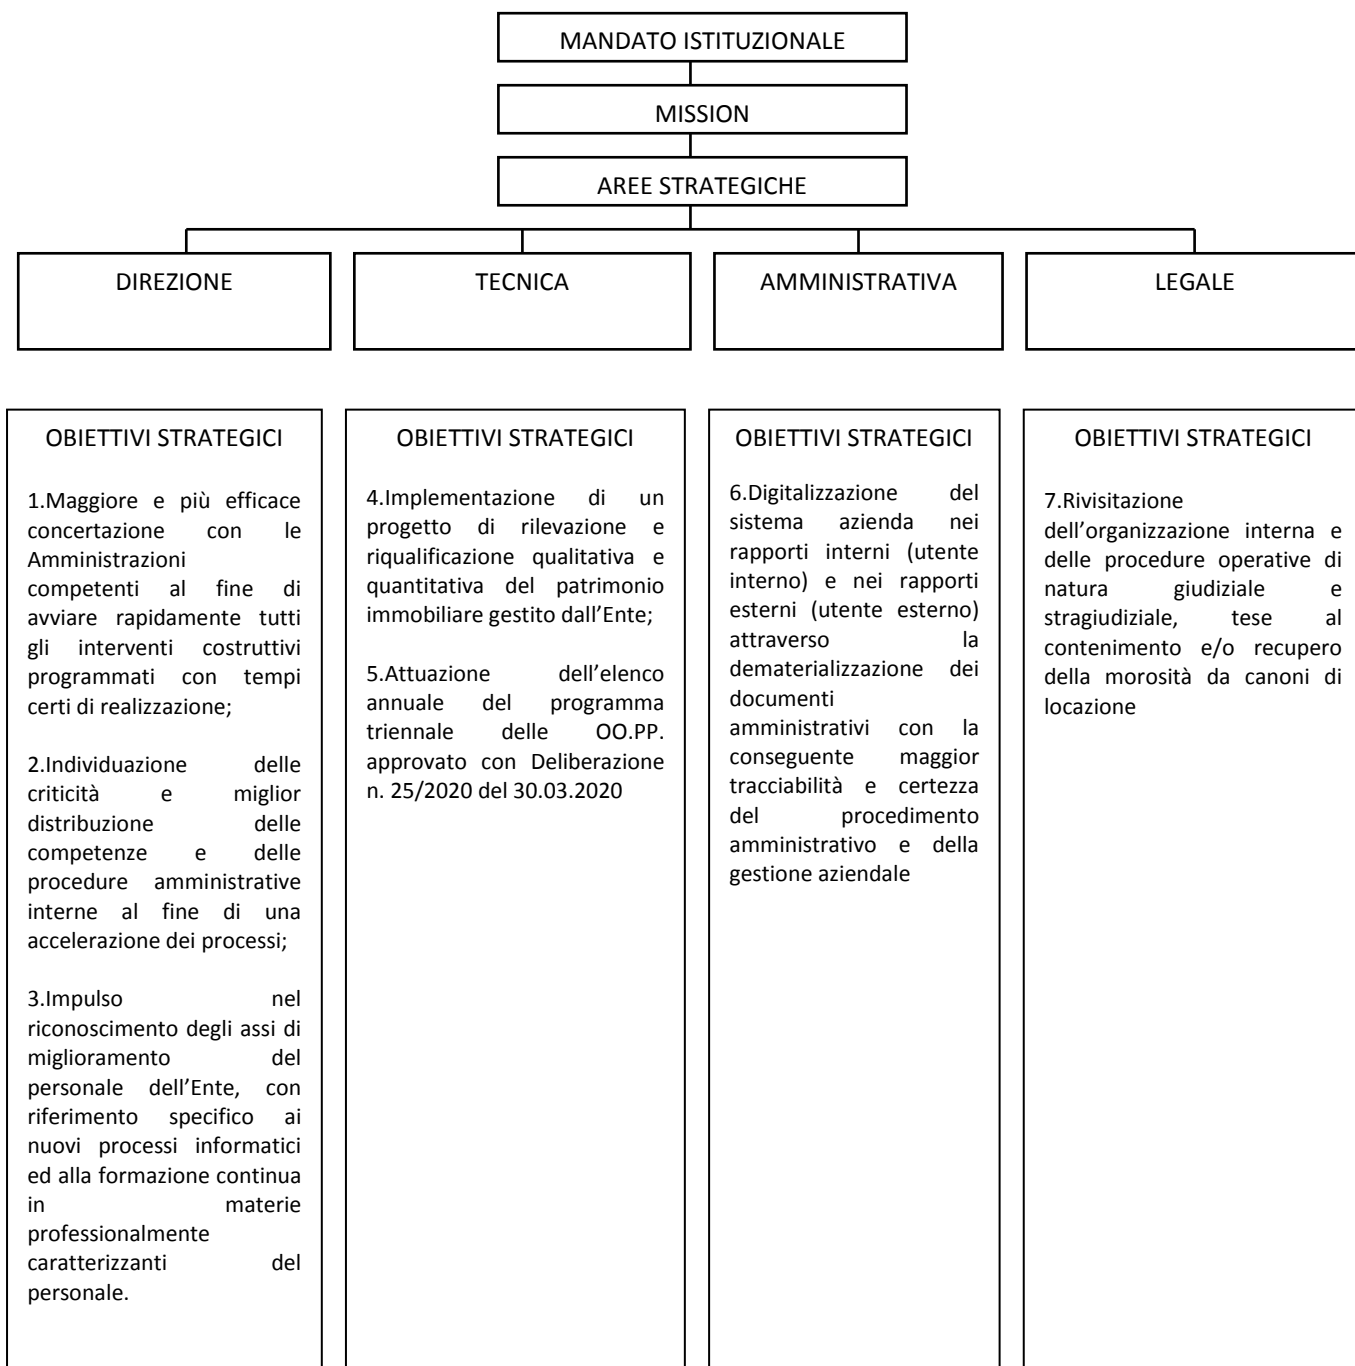 MANDATO ISTITUZIONALE
MISSION
AREE STRATEGICHE
DIREZIONE
TECNICA
AMMINISTRATIVA
LEGALE
OBIETTIVI STRATEGICI
1.Maggiore e più efficace
concertazione con le
Amministrazioni
competenti al fine di
avviare rapidamente tutti
gli interventi costruttivi
programmati con tempi
certi di realizzazione;
2.Individuazione delle
criticità e miglior
distribuzione delle
competenze e delle
procedure amministrative
interne al fine di una
accelerazione dei processi;
3.Impulso nel
riconoscimento degli assi di
miglioramento del
personale dell’Ente, con
riferimento specifico ai
nuovi processi informatici
ed alla formazione continua
in materie
professionalmente
caratterizzanti del
personale.
OBIETTIVI STRATEGICI
4.Implementazione di un
progetto di rilevazione e
riqualificazione qualitativa e
quantitativa del patrimonio
immobiliare gestito dall’Ente;
5.Attuazione dell’elenco
annuale del programma
triennale delle OO.PP.
approvato con Deliberazione
n. 25/2020 del 30.03.2020
OBIETTIVI STRATEGICI
6.Digitalizzazione del
sistema azienda nei
rapporti interni (utente
interno) e nei rapporti
esterni (utente esterno)
attraverso la
dematerializzazione dei
documenti
amministrativi con la
conseguente maggior
tracciabilità e certezza
del procedimento
amministrativo e della
gestione aziendale
OBIETTIVI STRATEGICI
7.Rivisitazione
dell’organizzazione interna e
delle procedure operative di
natura giudiziale e
stragiudiziale, tese al
contenimento e/o recupero
della morosità da canoni di
locazione